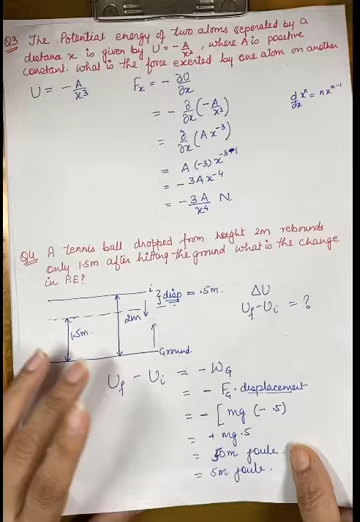 Q3 The Potential energy of two atoms seperated by a
distance x is given by U = -A/x³, where A is positive
constant. What is the force exerted by one atom on another
U = - A/x³
Fx = - ∂U/∂x
= - ∂/∂x (-A/x³)
d/dx xⁿ = nxⁿ⁻¹
= ∂/∂x (A x⁻³)
= A (-3) x⁻³⁻¹
= - 3A x⁻⁴
= - 3A/x⁴ N.
Q4 A tennis ball dropped from height 2m rebounds
only 1.5m after hitting the ground what is the change
in P.E?
i
disp = .5m.
2m
1.5m.
Ground.
ΔU
Uf - Ui = ?
Uf - Ui = - WG
= - FG · displacement
= - [mg (- .5)
= + mg .5
= 50m joule.
= 5m joule.